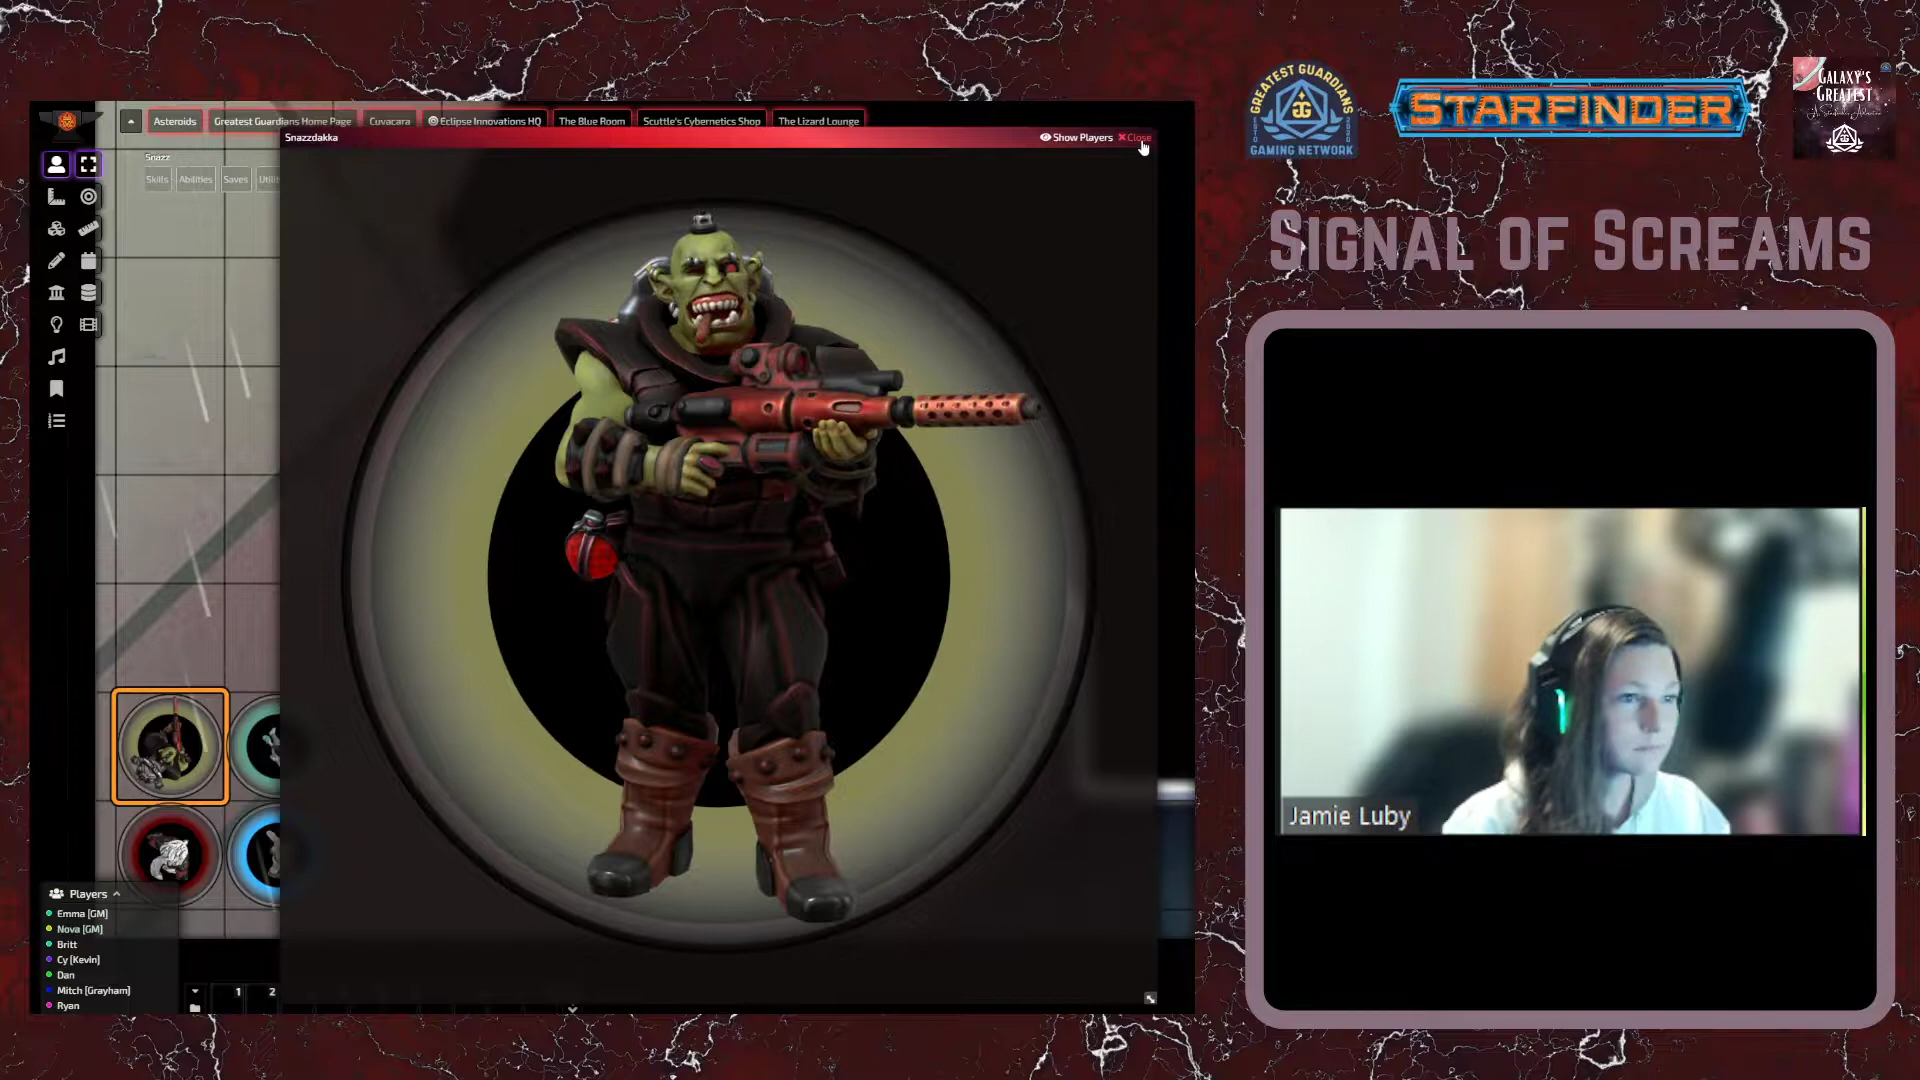 Asteroids
Greatest Guardians Home Page
Cuvacara
Eclipse Innovations HQ
The Blue Room
Scuttle's Cybernetics Shop
The Lizard Lounge
Snazzdakka
Show Players
Close
Snazz
Skills
Abilities
Saves
Utili
Players
Emma [GM]
Nova [GM]
Britt
Cy [Kevin]
Dan
Mitch [Grayham]
Ryan
1
2
GREATEST GUARDIANS
GG
GAMING NETWORK
STARFINDER
GALAXY'S
GREATEST
SIGNAL OF SCREAMS
Jamie Luby